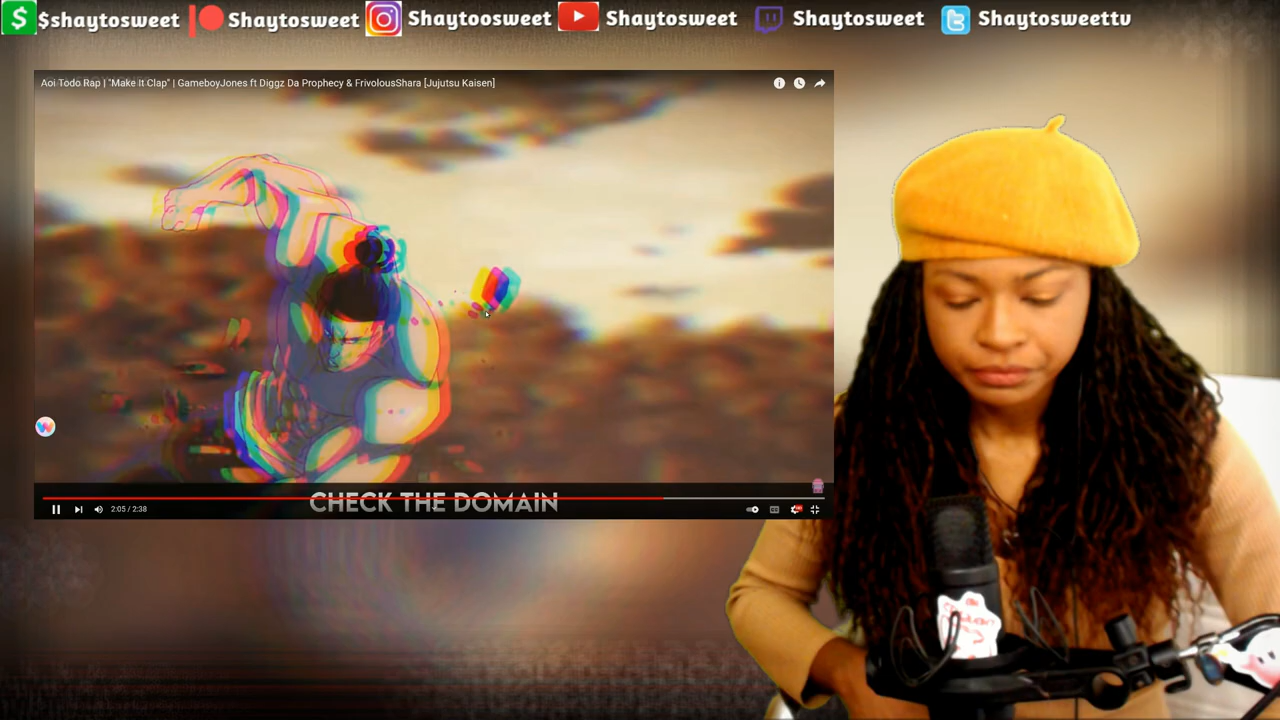 $shaytosweet Shaytosweet Shaytoosweet Shaytosweet Shaytosweet Shaytosweettv
Aoi Todo Rap | "Make It Clap" | GameboyJones ft Diggz Da Prophecy & FrivolousShara [Jujutsu Kaisen]
CHECK THE DOMAIN
2:05 / 2:38